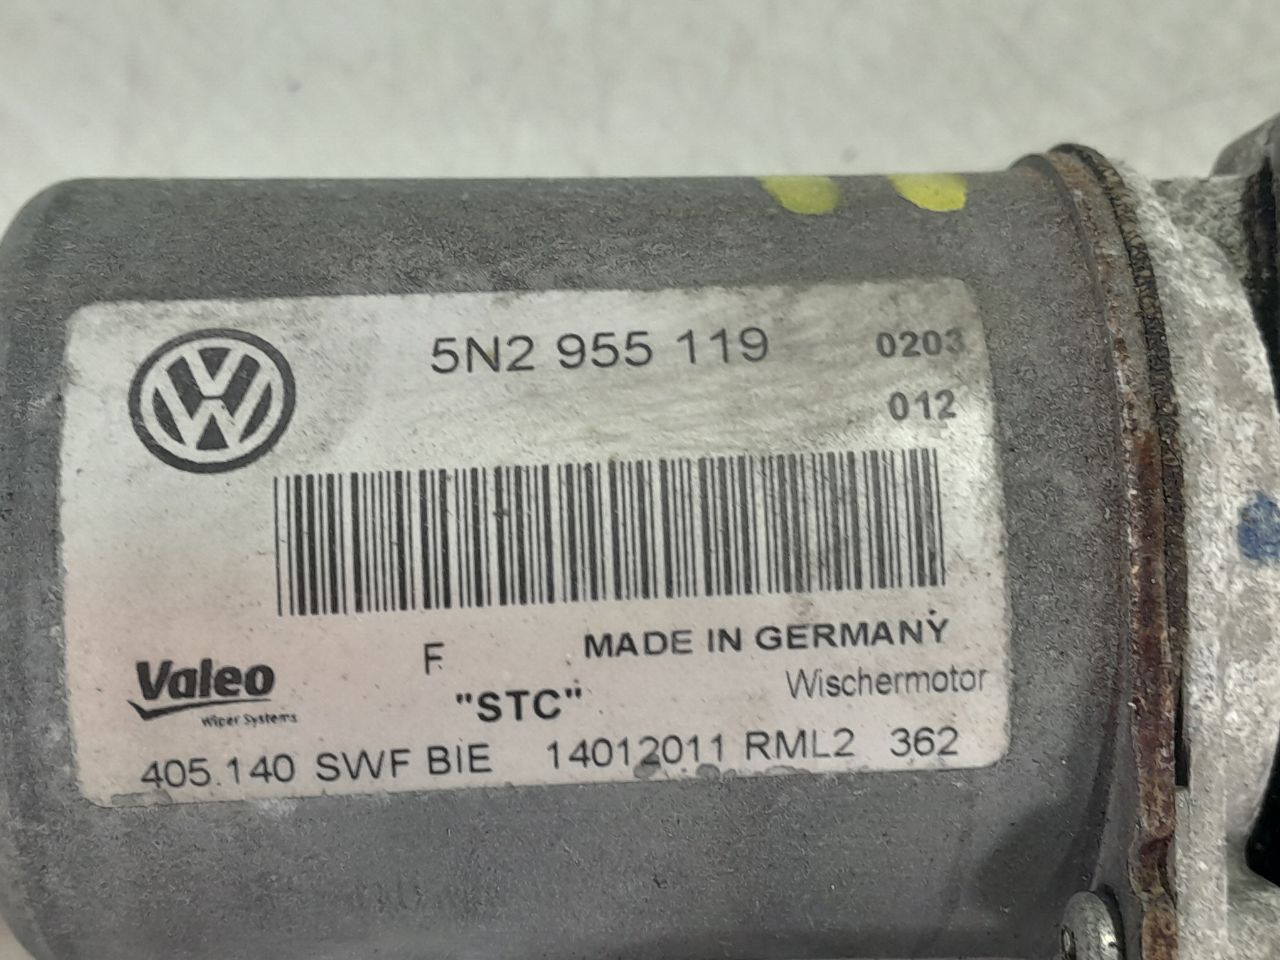 5N2 955 119 0203
012
F MADE IN GERMANY
Valeo "STC" Wischermotor
Wiper Systems
405.140 SWF BIE 14012011 RML2 362